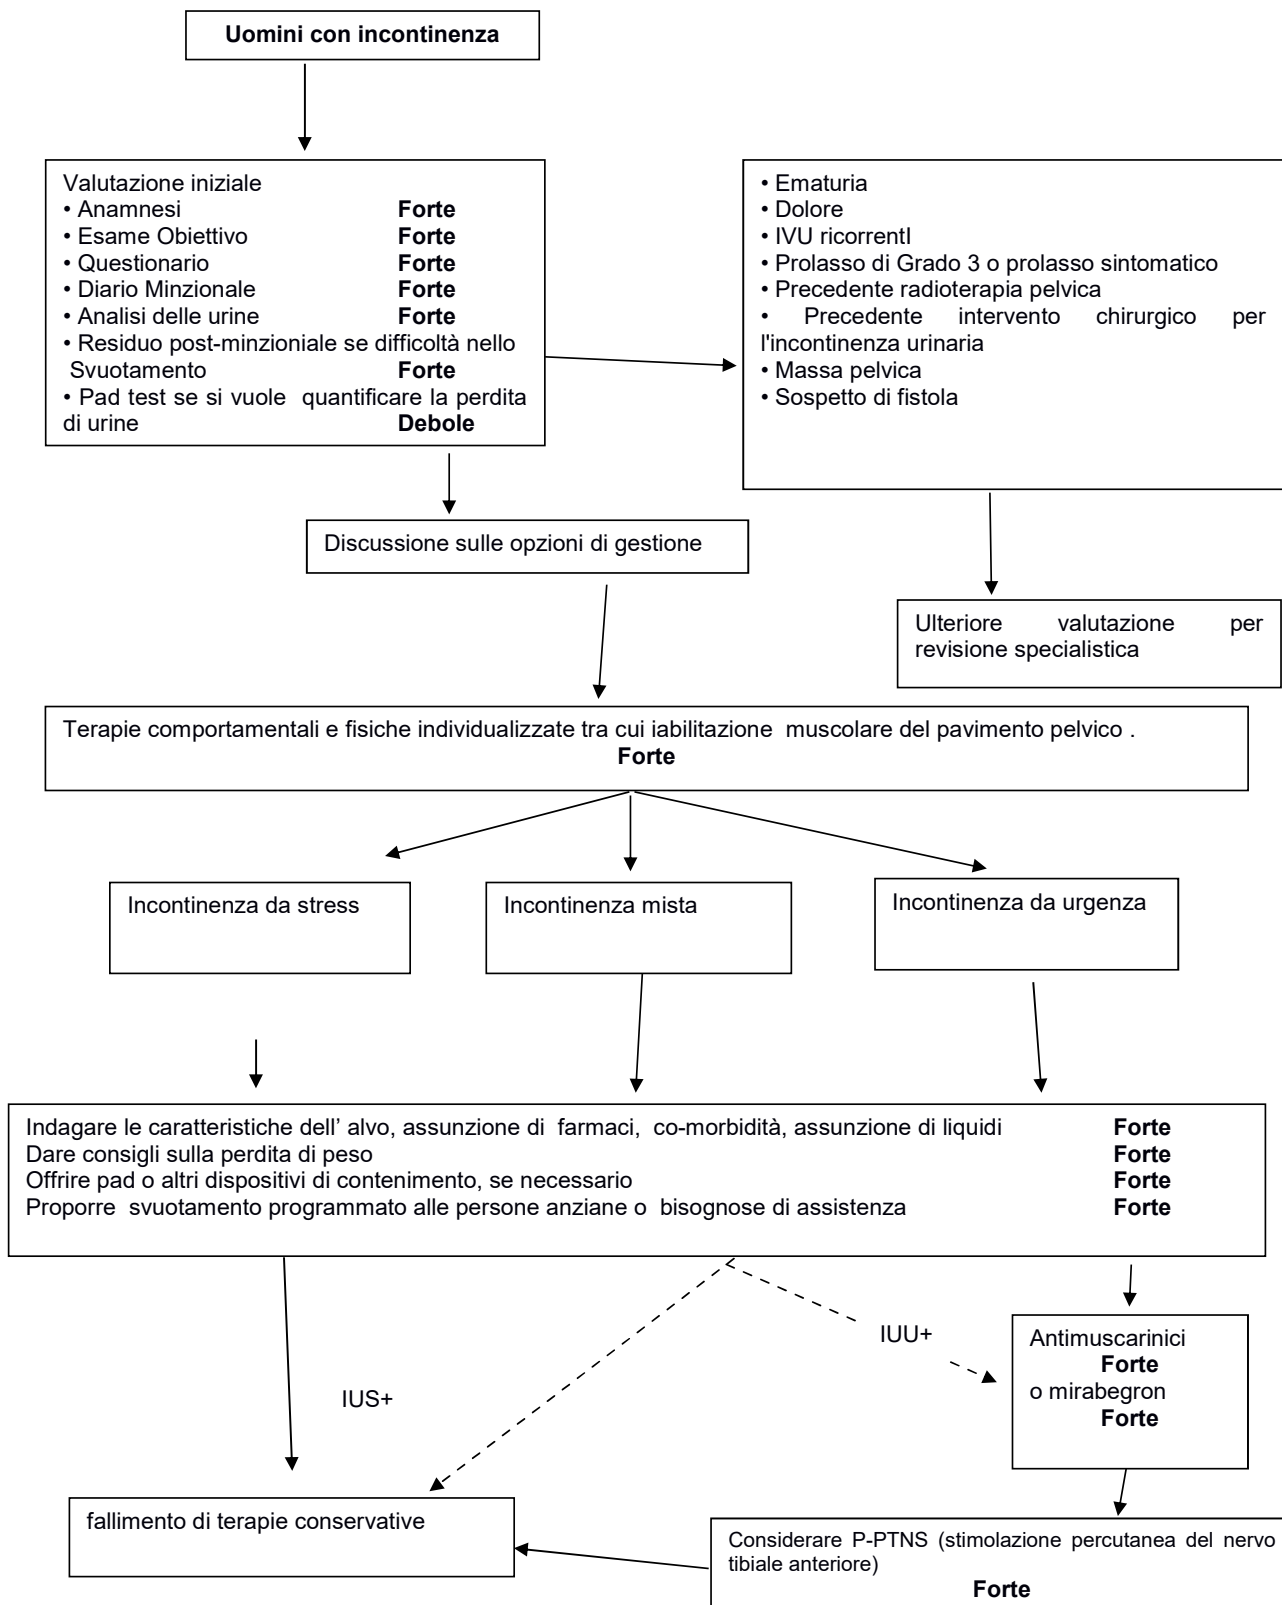 Uomini con incontinenza
Valutazione iniziale
• Anamnesi Forte
• Esame Obiettivo Forte
• Questionario Forte
• Diario Minzionale Forte
• Analisi delle urine Forte
• Residuo post-minzioniale se difficoltà nello
Svuotamento Forte
• Pad test se si vuole quantificare la perdita
di urine Debole
• Ematuria
• Dolore
• IVU ricorrentI
• Prolasso di Grado 3 o prolasso sintomatico
• Precedente radioterapia pelvica
• Precedente intervento chirurgico per
l'incontinenza urinaria
• Massa pelvica
• Sospetto di fistola
Discussione sulle opzioni di gestione
Ulteriore valutazione per
revisione specialistica
Terapie comportamentali e fisiche individualizzate tra cui iabilitazione muscolare del pavimento pelvico .
Forte
Incontinenza da stress
Incontinenza mista
Incontinenza da urgenza
Indagare le caratteristiche dell’ alvo, assunzione di farmaci, co-morbidità, assunzione di liquidi Forte
Dare consigli sulla perdita di peso Forte
Offrire pad o altri dispositivi di contenimento, se necessario Forte
Proporre svuotamento programmato alle persone anziane o bisognose di assistenza Forte
IUU+
Antimuscarinici
Forte
o mirabegron
Forte
IUS+
fallimento di terapie conservative
Considerare P-PTNS (stimolazione percutanea del nervo
tibiale anteriore)
Forte